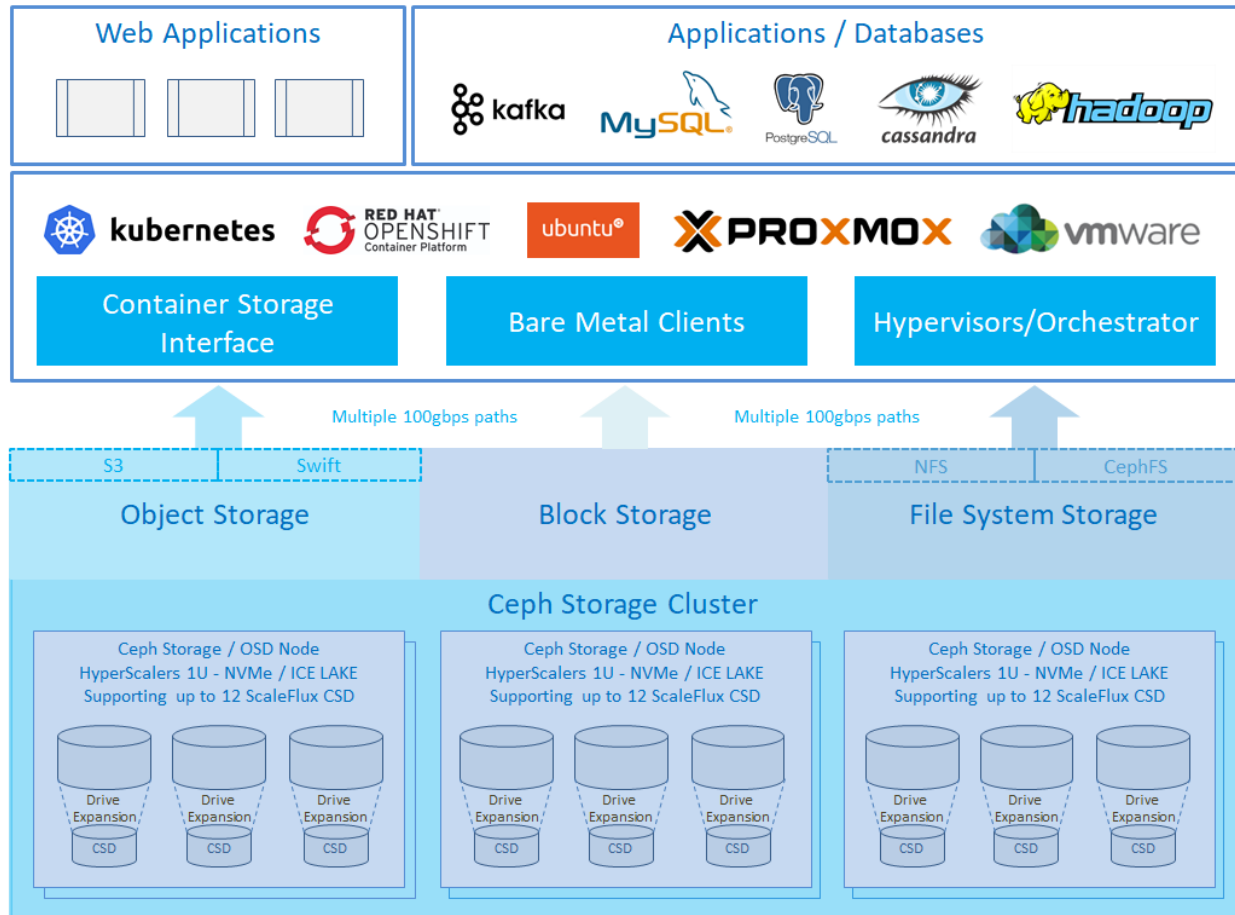 Web Applications
Applications / Databases
kafka
MySQL®
PostgreSQL
cassandra
hadoop
kubernetes
RED HAT®
OPENSHIFT
Container Platform
ubuntu®
PROXMOX
vmware
Container Storage
Interface
Bare Metal Clients
Hypervisors/Orchestrator
Multiple 100gbps paths
Multiple 100gbps paths
S3
Swift
NFS
CephFS
Object Storage
Block Storage
File System Storage
Ceph Storage Cluster
Ceph Storage / OSD Node
HyperScalers 1U - NVMe / ICE LAKE
Supporting up to 12 ScaleFlux CSD
Drive
Expansion
CSD
Drive
Expansion
CSD
Drive
Expansion
CSD
Ceph Storage / OSD Node
HyperScalers 1U - NVMe / ICE LAKE
Supporting up to 12 ScaleFlux CSD
Drive
Expansion
CSD
Drive
Expansion
CSD
Drive
Expansion
CSD
Ceph Storage / OSD Node
HyperScalers 1U - NVMe / ICE LAKE
Supporting up to 12 ScaleFlux CSD
Drive
Expansion
CSD
Drive
Expansion
CSD
Drive
Expansion
CSD